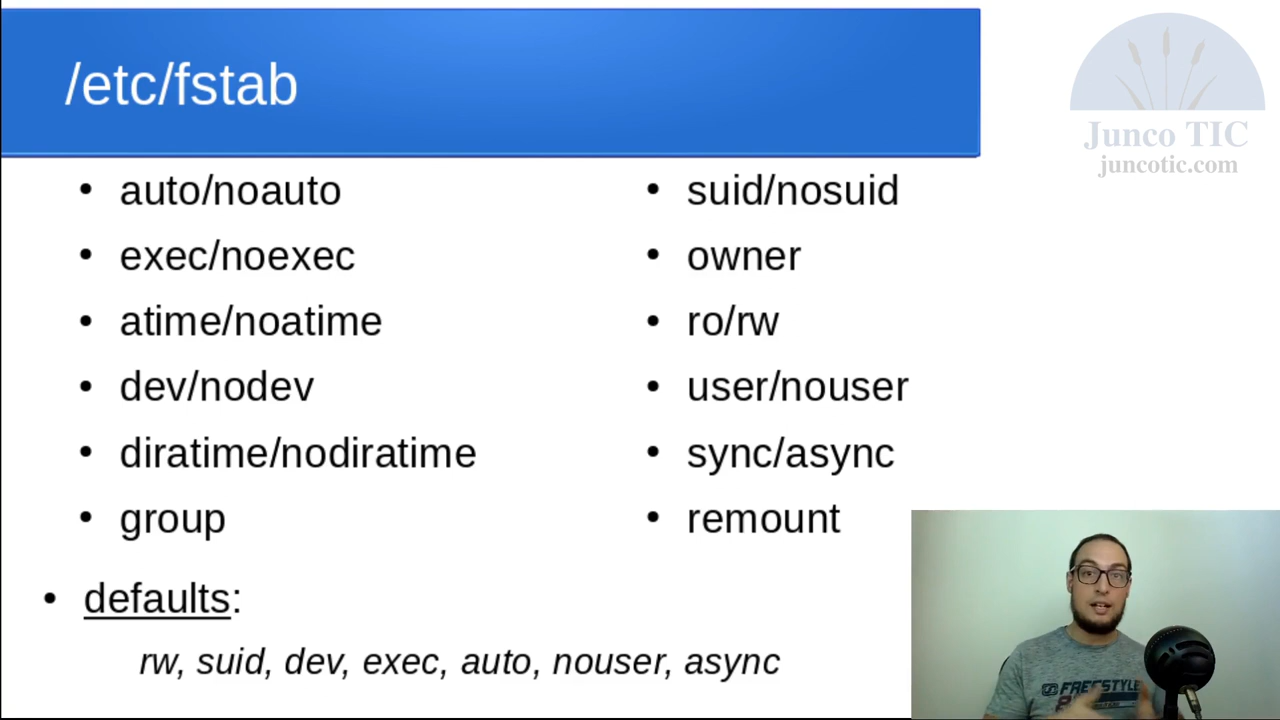 /etc/fstab
Junco TIC
juncotic.com
• auto/noauto
• exec/noexec
• atime/noatime
• dev/nodev
• diratime/nodiratime
• group
• suid/nosuid
• owner
• ro/rw
• user/nouser
• sync/async
• remount
• defaults:
rw, suid, dev, exec, auto, nouser, async
FREESTYLE